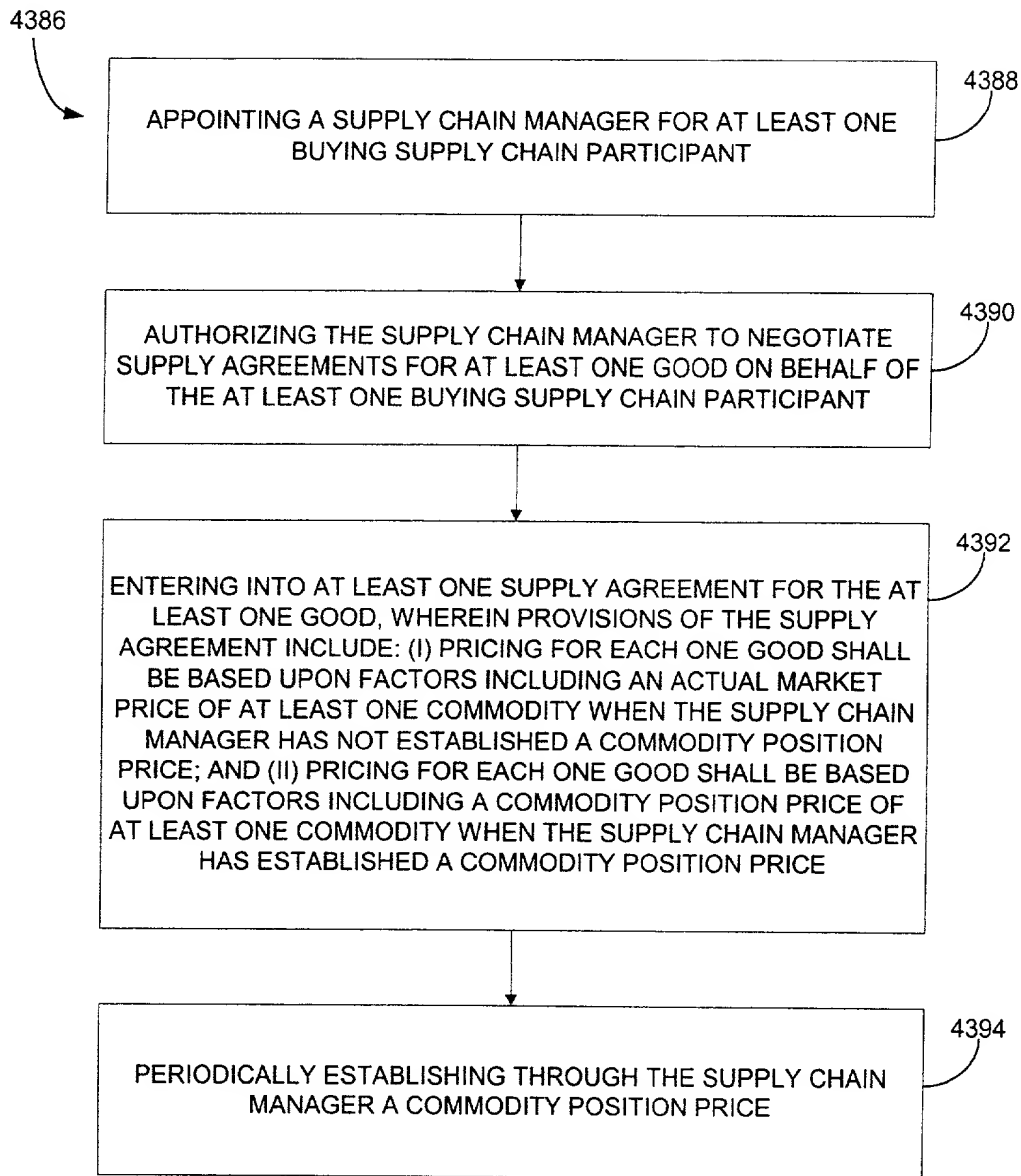 4386
4388
APPOINTING A SUPPLY CHAIN MANAGER FOR AT LEAST ONE
BUYING SUPPLY CHAIN PARTICIPANT
4390
AUTHORIZING THE SUPPLY CHAIN MANAGER TO NEGOTIATE
SUPPLY AGREEMENTS FOR AT LEAST ONE GOOD ON BEHALF OF
THE AT LEAST ONE BUYING SUPPLY CHAIN PARTICIPANT
4392
ENTERING INTO AT LEAST ONE SUPPLY AGREEMENT FOR THE AT
LEAST ONE GOOD, WHEREIN PROVISIONS OF THE SUPPLY
AGREEMENT INCLUDE: (I) PRICING FOR EACH ONE GOOD SHALL
BE BASED UPON FACTORS INCLUDING AN ACTUAL MARKET
PRICE OF AT LEAST ONE COMMODITY WHEN THE SUPPLY CHAIN
MANAGER HAS NOT ESTABLISHED A COMMODITY POSITION
PRICE; AND (II) PRICING FOR EACH ONE GOOD SHALL BE BASED
UPON FACTORS INCLUDING A COMMODITY POSITION PRICE OF
AT LEAST ONE COMMODITY WHEN THE SUPPLY CHAIN MANAGER
HAS ESTABLISHED A COMMODITY POSITION PRICE
4394
PERIODICALLY ESTABLISHING THROUGH THE SUPPLY CHAIN
MANAGER A COMMODITY POSITION PRICE